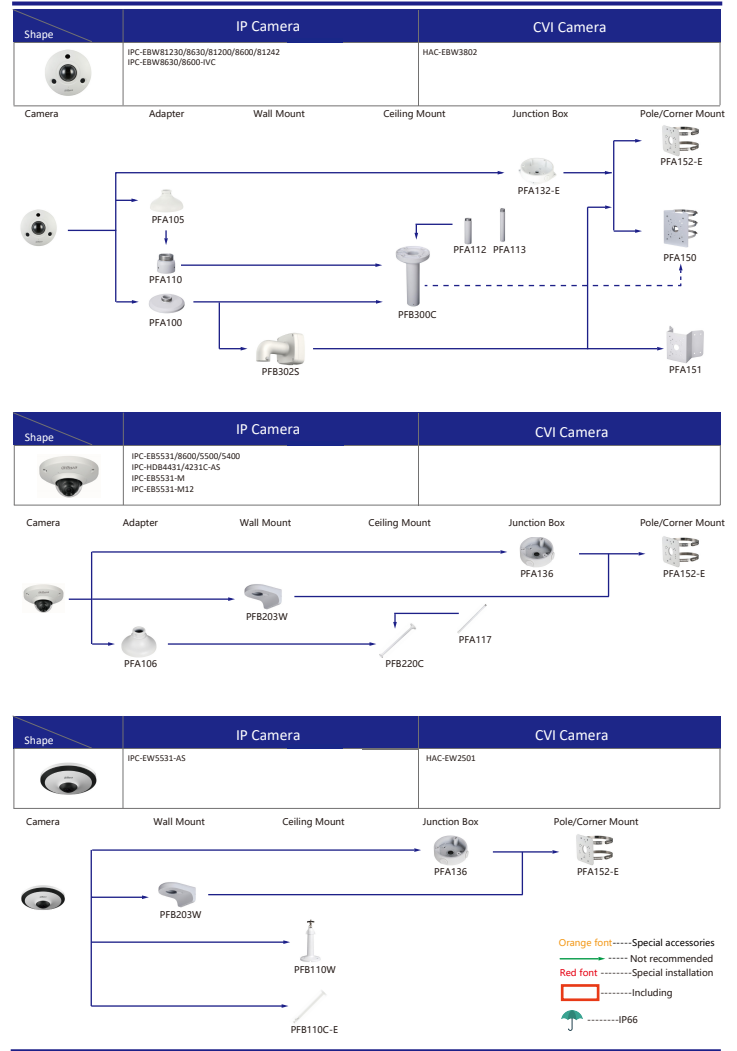 IP Camera
CVI Camera
Shape
IPC-EBW81230/8630/81200/8600/81242
IPC-EBW8630/8600-IVC
HAC-EBW3802
Camera
Adapter
Wall Mount
Ceiling Mount
Junction Box
Pole/Corner Mount
PFA152-E
PFA132-E
PFA105
PFA112
PFA113
PFA150
PFA110
PFB300C
PFA100
PFB302S
PFA151
IP Camera
CVI Camera
Shape
IPC-EB5531/8600/5500/5400
IPC-HDB4431/4231C-AS
IPC-EB5531-M
IPC-EB5531-M12
Camera
Adapter
Wall Mount
Ceiling Mount
Junction Box
Pole/Corner Mount
PFA136
PFA152-E
PFB203W
PFA117
PFA106
PFB220C
IP Camera
CVI Camera
Shape
IPC-EW5531-AS
HAC-EW2501
Camera
Wall Mount
Ceiling Mount
Junction Box
Pole/Corner Mount
PFA136
PFA152-E
PFB203W
PFB110W
PFB110C-E
Orange font-----Special accessories
----- Not recommended
Red font --------Special installation
--------Including
--------IP66